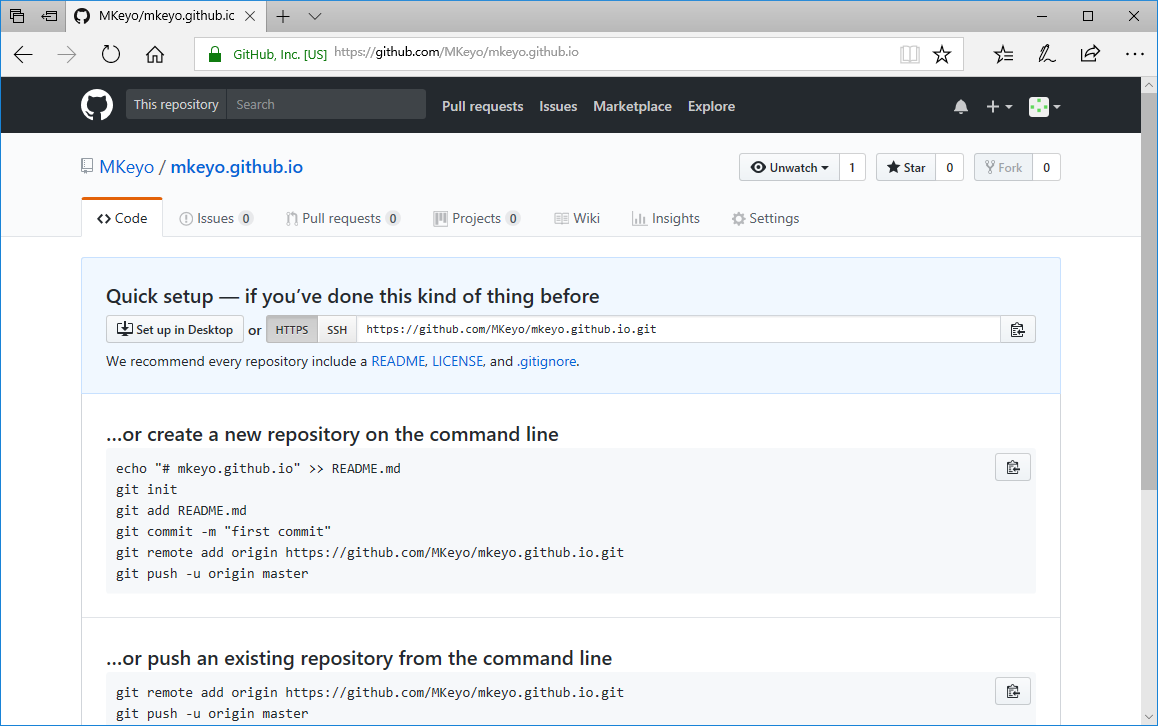 MKeyo/mkeyo.github.ic
GitHub, Inc. [US] https://github.com/MKeyo/mkeyo.github.io
This repository Search Pull requests Issues Marketplace Explore
MKeyo / mkeyo.github.io Unwatch 1 Star 0 Fork 0
Code Issues 0 Pull requests 0 Projects 0 Wiki Insights Settings
Quick setup — if you’ve done this kind of thing before
Set up in Desktop or HTTPS SSH https://github.com/MKeyo/mkeyo.github.io.git
We recommend every repository include a README, LICENSE, and .gitignore.
…or create a new repository on the command line
echo "# mkeyo.github.io" >> README.md
git init
git add README.md
git commit -m "first commit"
git remote add origin https://github.com/MKeyo/mkeyo.github.io.git
git push -u origin master
…or push an existing repository from the command line
git remote add origin https://github.com/MKeyo/mkeyo.github.io.git
git push -u origin master